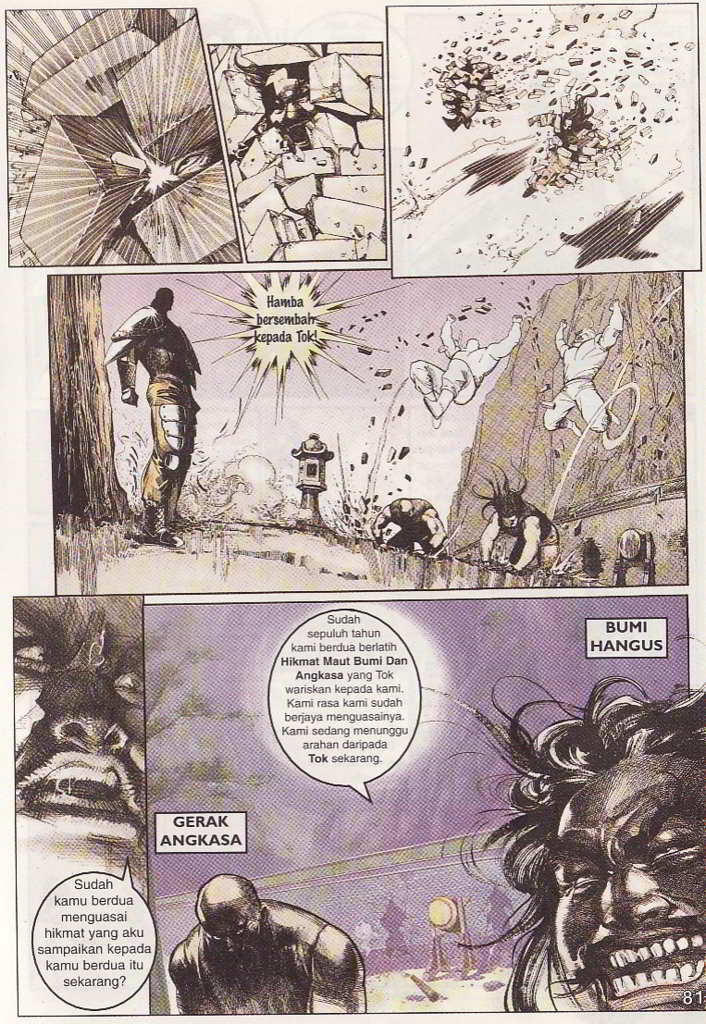 Hamba
bersembah
kepada Tok!
Sudah
kamu berdua
menguasai
hikmat yang aku
sampaikan kepada
kamu berdua itu
sekarang?
GERAK
ANGKASA
Sudah
sepuluh tahun
kami berdua berlatih
Hikmat Maut Bumi Dan
Angkasa yang Tok
wariskan kepada kami.
Kami rasa kami sudah
berjaya menguasainya.
Kami sedang menunggu
arahan daripada
Tok sekarang.
BUMI
HANGUS
81